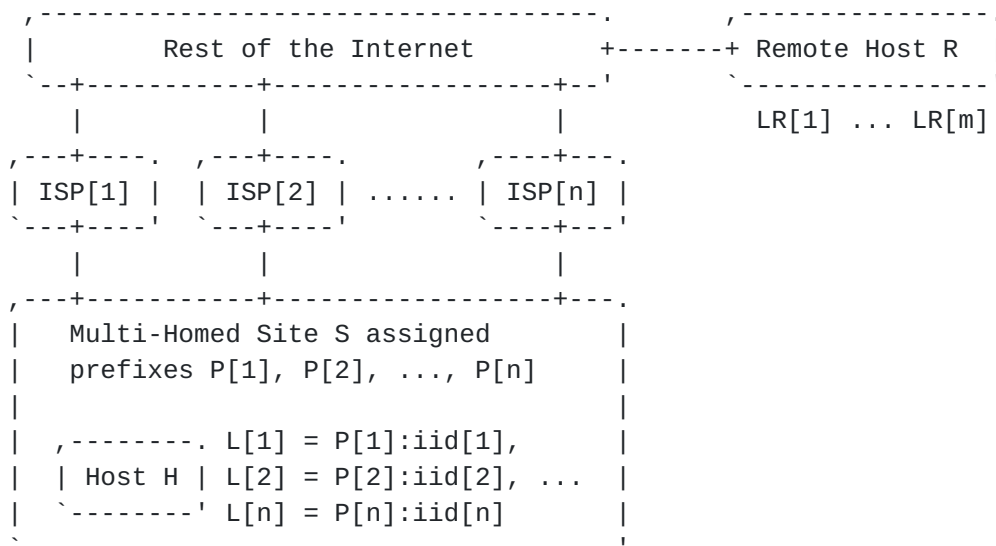 Rest of the Internet
Remote Host R
LR[1] ... LR[m]
ISP[1]
ISP[2]
......
ISP[n]
Multi-Homed Site S assigned
prefixes P[1], P[2], ..., P[n]
L[1] = P[1]:iid[1],
Host H
L[2] = P[2]:iid[2], ...
L[n] = P[n]:iid[n]